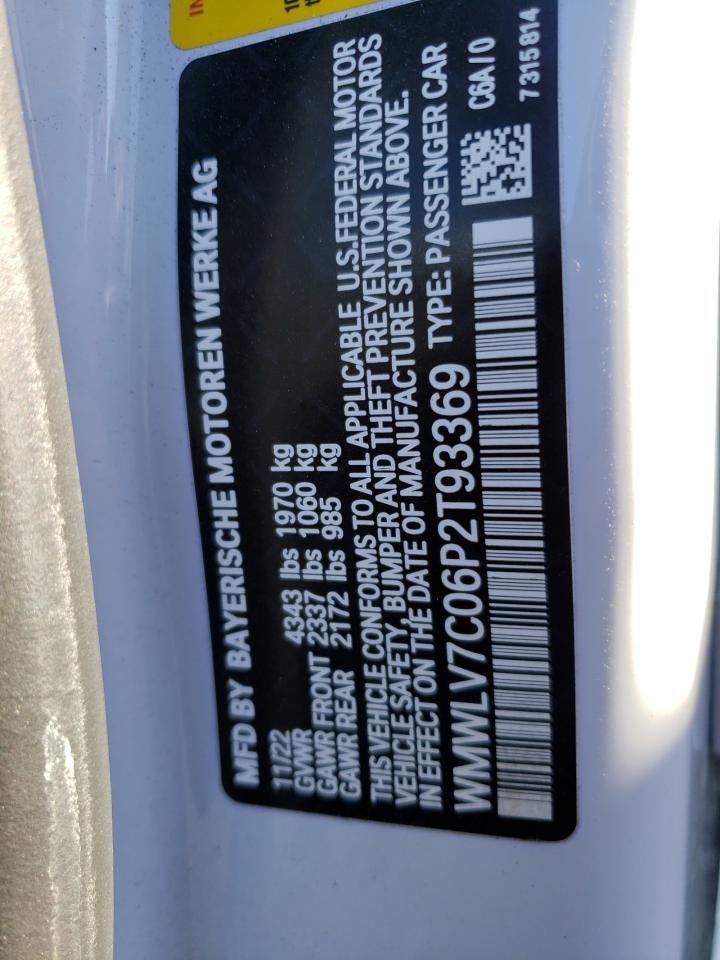 MFD BY BAYERISCHE MOTOREN WERKE AG
11/22
GVWR 4343 lbs 1970 kg
GAWR FRONT 2337 lbs 1060 kg
GAWR REAR 2172 lbs 985 kg
THIS VEHICLE CONFORMS TO ALL APPLICABLE U.S. FEDERAL MOTOR
VEHICLE SAFETY, BUMPER AND THEFT PREVENTION STANDARDS
IN EFFECT ON THE DATE OF MANUFACTURE SHOWN ABOVE.
WMWLV7C06P2T93369 TYPE: PASSENGER CAR
C6A/0
7 315 814